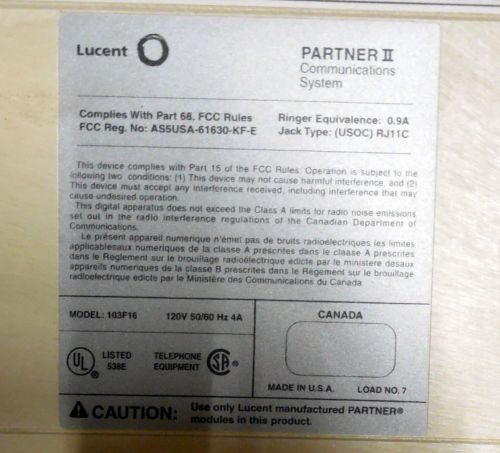 Lucent
PARTNER II
Communications
System
Complies With Part 68, FCC Rules
FCC Reg. No: AS5USA-61630-KF-E
Ringer Equivalence: 0.9A
Jack Type: (USOC) RJ11C
This device complies with Part 15 of the FCC Rules. Operation is subject to the
following two conditions: (1) This device may not cause harmful interference, and (2)
This device must accept any interference received, including interference that may
cause undesired operation.
This digital apparatus does not exceed the Class A limits for radio noise emissions
set out in the radio interference regulations of the Canadian Department of
Communications.
Le présent appareil numerique n'émet pas de bruits radioélectriques les limites
applicablesaux numeriques de la classe A prescrites dans le classe A prescrites
dans le Reglement sur le brouillage radioélectrique edicte par le ministere desaux
appareils numeriques de la classe B prescrites dans le Régement sur le brouillage
radioelectrique edicte par le Ministére des Communications du Canada.
MODEL: 103F16
120V 50/60 Hz 4A
CANADA
UL®
LISTED
538E
TELEPHONE
EQUIPMENT
SA®
MADE IN U.S.A.
LOAD NO. 7
CAUTION:
Use only Lucent manufactured PARTNER®
modules in this product.